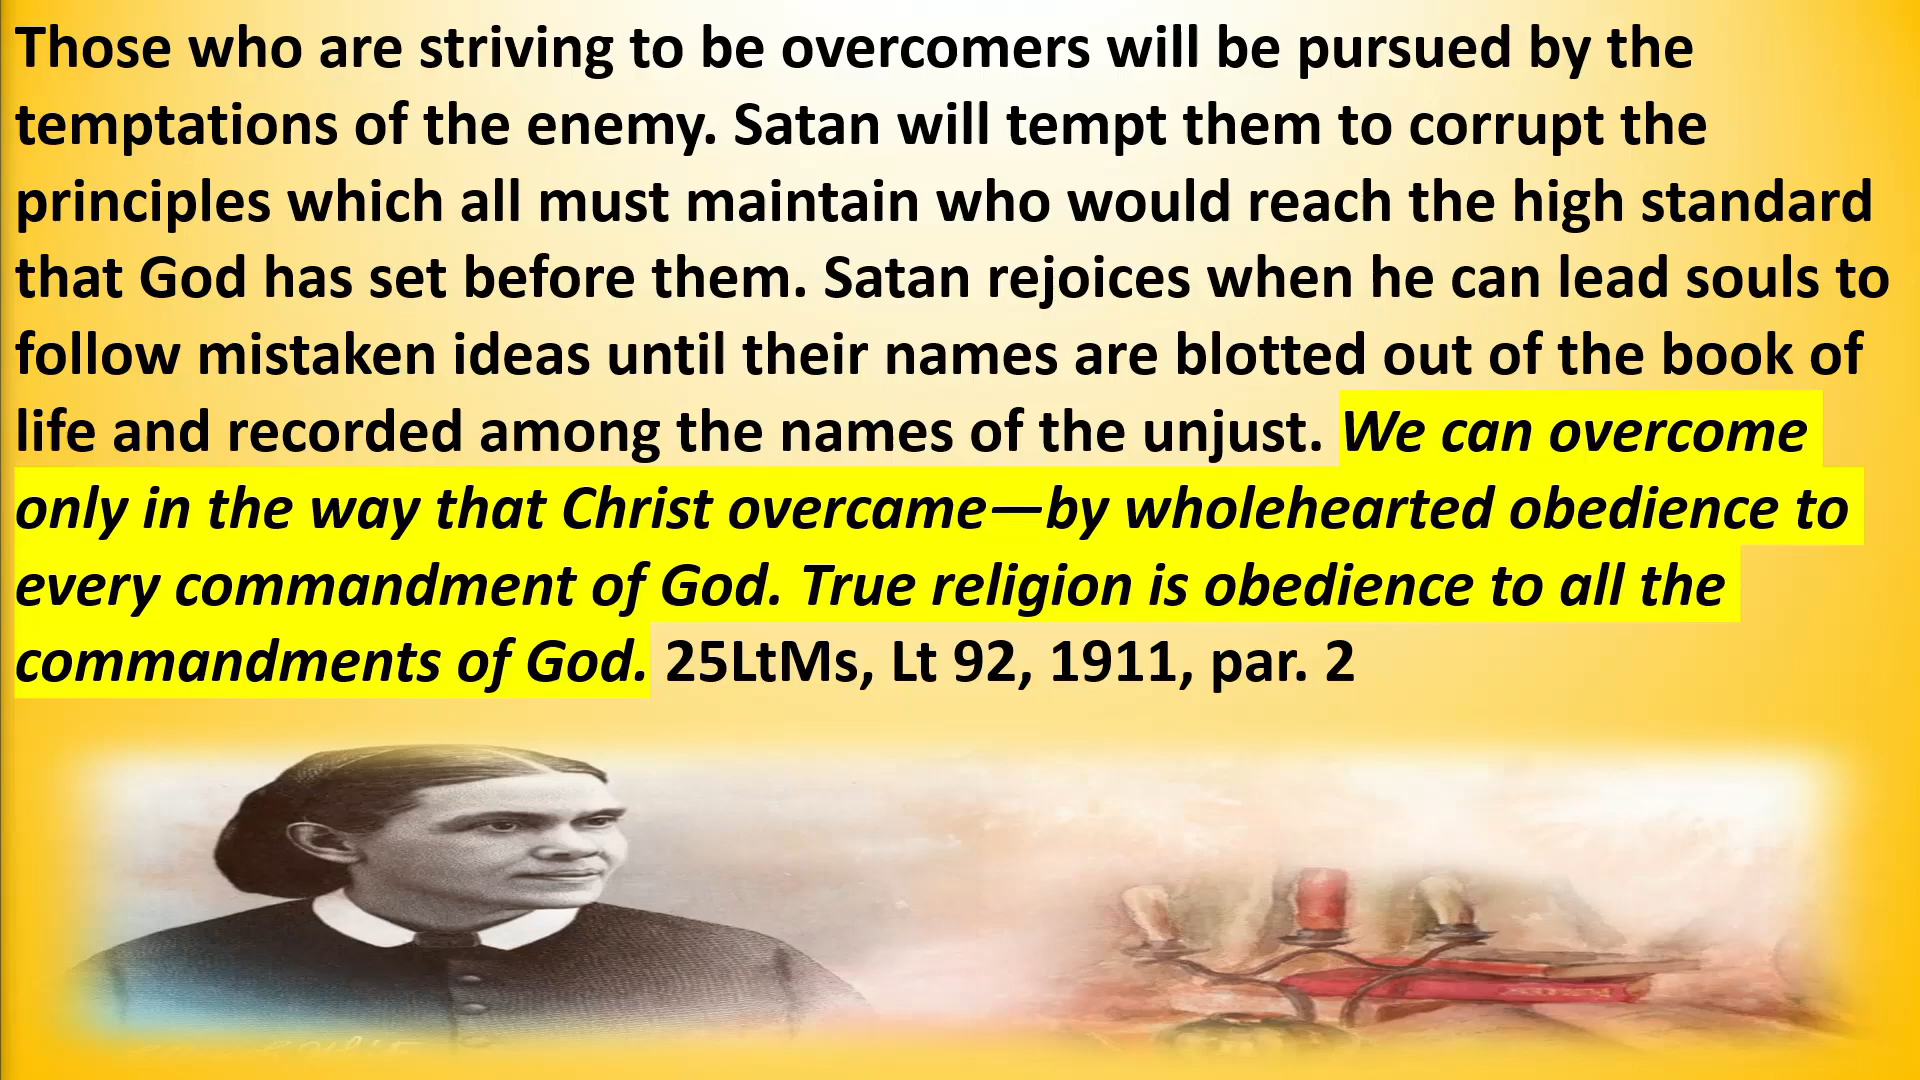 Those who are striving to be overcomers will be pursued by the
temptations of the enemy. Satan will tempt them to corrupt the
principles which all must maintain who would reach the high standard
that God has set before them. Satan rejoices when he can lead souls to
follow mistaken ideas until their names are blotted out of the book of
life and recorded among the names of the unjust. We can overcome
only in the way that Christ overcame—by wholehearted obedience to
every commandment of God. True religion is obedience to all the
commandments of God. 25LtMs, Lt 92, 1911, par. 2